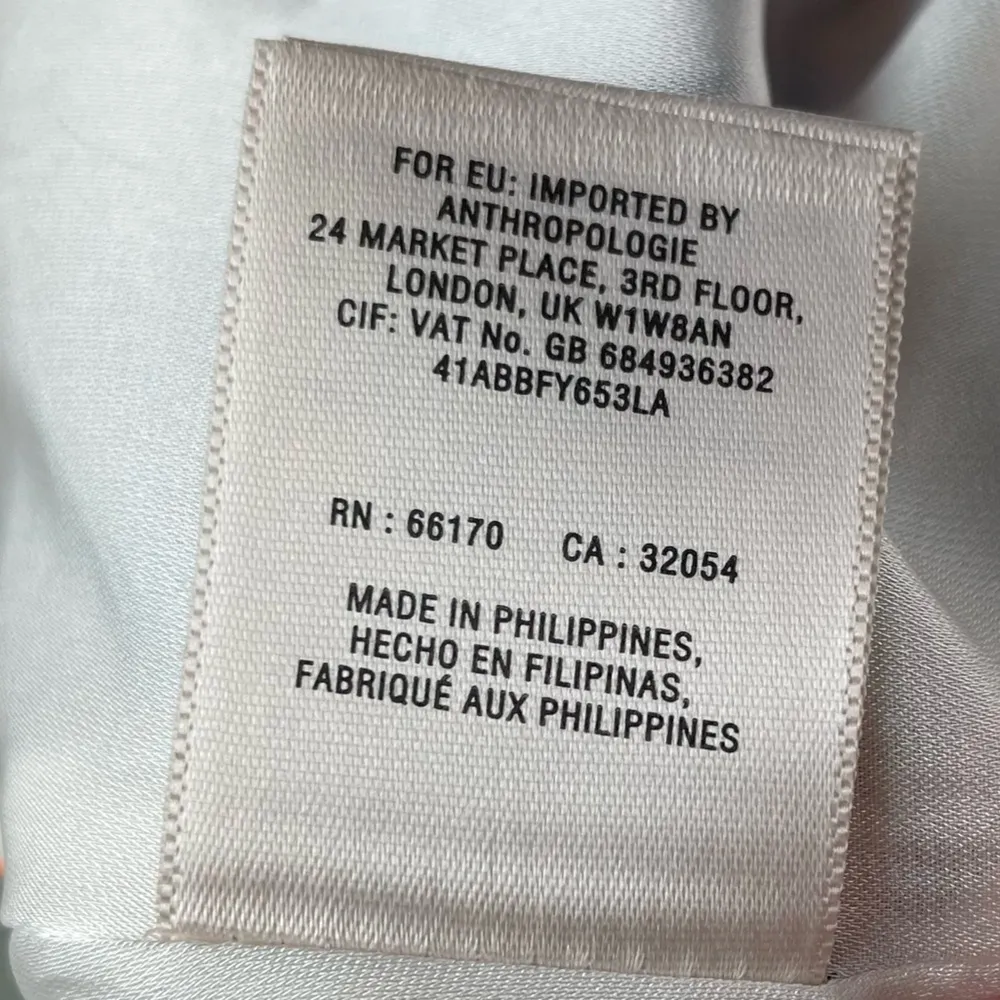 FOR EU: IMPORTED BY
ANTHROPOLOGIE
24 MARKET PLACE, 3RD FLOOR,
LONDON, UK W1W8AN
CIF: VAT No. GB 684936382
41ABBFY653LA
RN : 66170 CA : 32054
MADE IN PHILIPPINES,
HECHO EN FILIPINAS,
FABRIQUÉ AUX PHILIPPINES